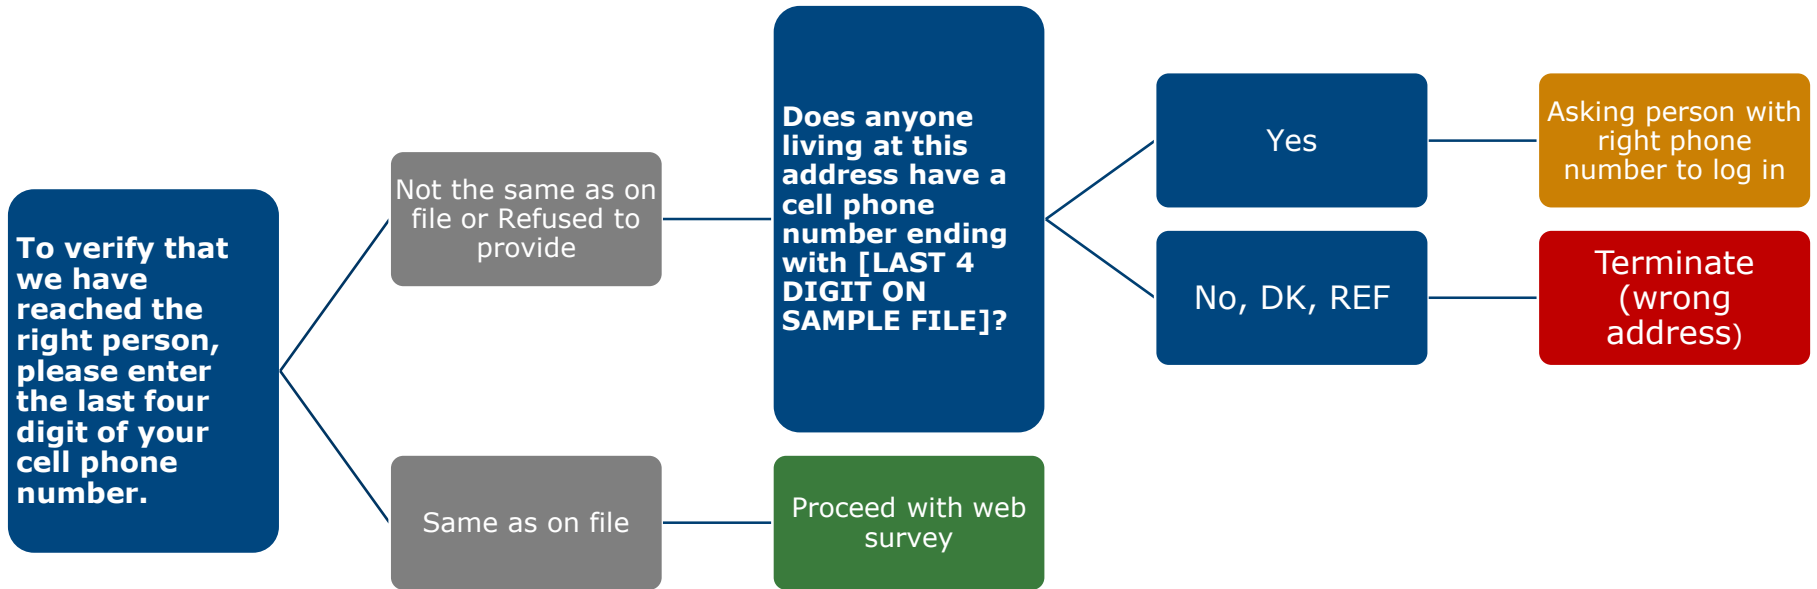 To verify that
we have
reached the
right person,
please enter
the last four
digit of your
cell phone
number.
Not the same as on
file or Refused to
provide
Same as on file
Does anyone
living at this
address have a
cell phone
number ending
with [LAST 4
DIGIT ON
SAMPLE FILE]?
Proceed with web
survey
Yes
No, DK, REF
Asking person with
right phone
number to log in
Terminate
(wrong
address)